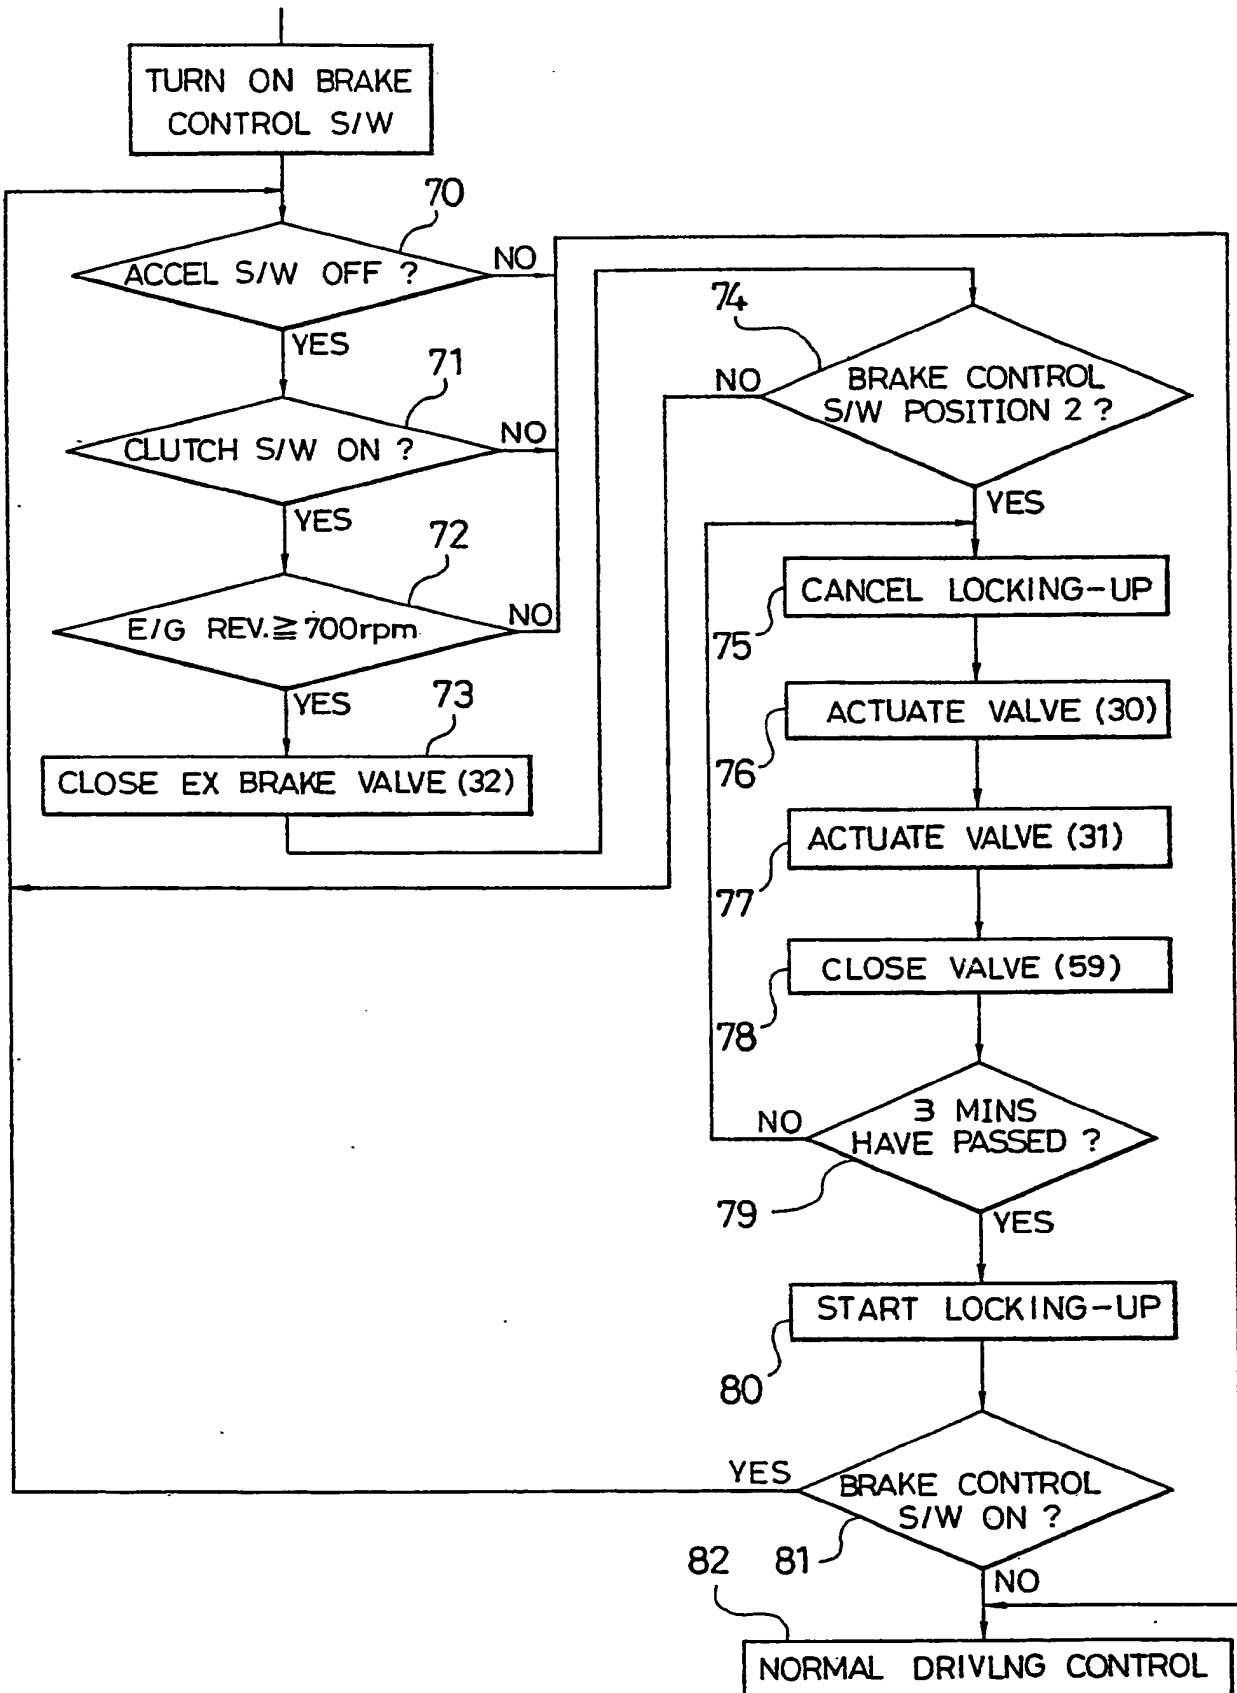 TURN ON BRAKE
CONTROL S/W
70
ACCEL S/W OFF ?
NO
YES
71
CLUTCH S/W ON ?
NO
YES
72
E/G REV.≧700rpm
NO
YES
73
CLOSE EX BRAKE VALVE (32)
74
BRAKE CONTROL
S/W POSITION 2 ?
NO
YES
CANCEL LOCKING-UP
75
ACTUATE VALVE (30)
76
ACTUATE VALVE (31)
77
CLOSE VALVE (59)
78
3 MINS
HAVE PASSED ?
NO
79
YES
START LOCKING-UP
80
YES
BRAKE CONTROL
S/W ON ?
82 81
NO
NORMAL DRIVLNG CONTROL